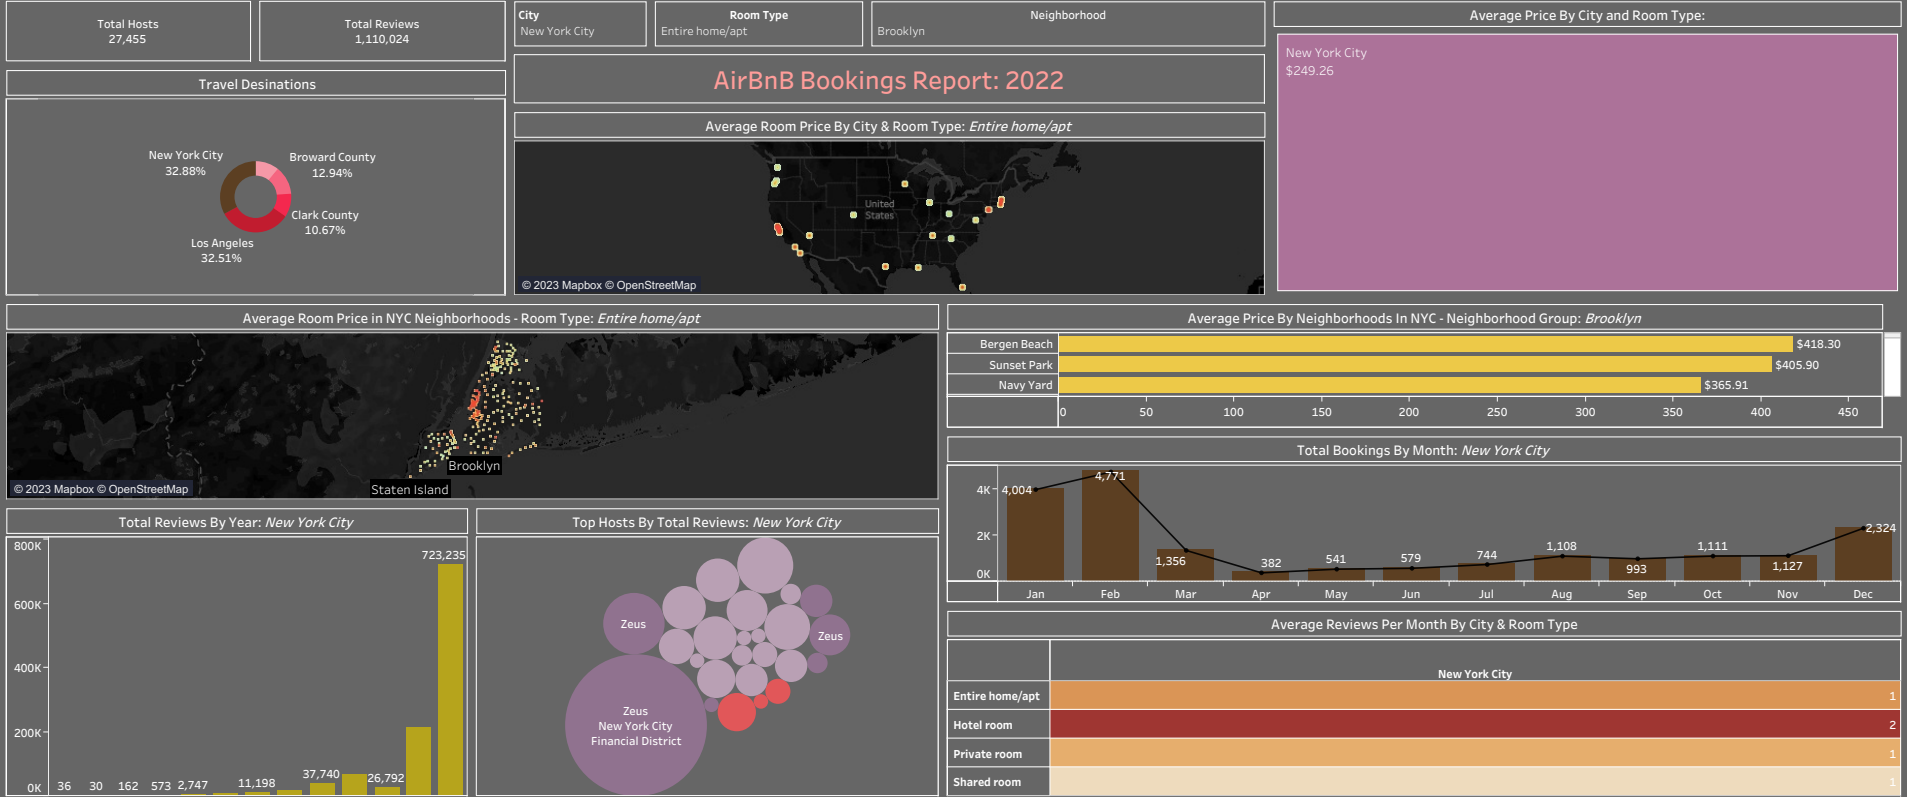 Total Hosts
27,455
Total Reviews
1,110,024
City
New York City
Room Type
Entire home/apt
Neighborhood
Brooklyn
Average Price By City and Room Type:
New York City
$249.26
Travel Desinations
New York City
32.88%
Broward County
12.94%
Clark County
10.67%
Los Angeles
32.51%
AirBnB Bookings Report: 2022
Average Room Price By City & Room Type: Entire home/apt
United
States
© 2023 Mapbox © OpenStreetMap
Average Room Price in NYC Neighborhoods - Room Type: Entire home/apt
Brooklyn
Staten Island
© 2023 Mapbox © OpenStreetMap
Average Price By Neighborhoods In NYC - Neighborhood Group: Brooklyn
Bergen Beach $418.30
Sunset Park $405.90
Navy Yard $365.91
0 50 100 150 200 250 300 350 400 450
Total Bookings By Month: New York City
4K
2K
0K
4,004 4,771 1,356 382 541 579 744 1,108 993 1,111 1,127 2,324
Jan Feb Mar Apr May Jun Jul Aug Sep Oct Nov Dec
Total Reviews By Year: New York City
800K
600K
400K
200K
0K
36 30 162 573 2,747 11,198 37,740 26,792 723,235
Top Hosts By Total Reviews: New York City
Zeus
Zeus
Zeus
New York City
Financial District
Average Reviews Per Month By City & Room Type
New York City
Entire home/apt 1
Hotel room 2
Private room 1
Shared room 1